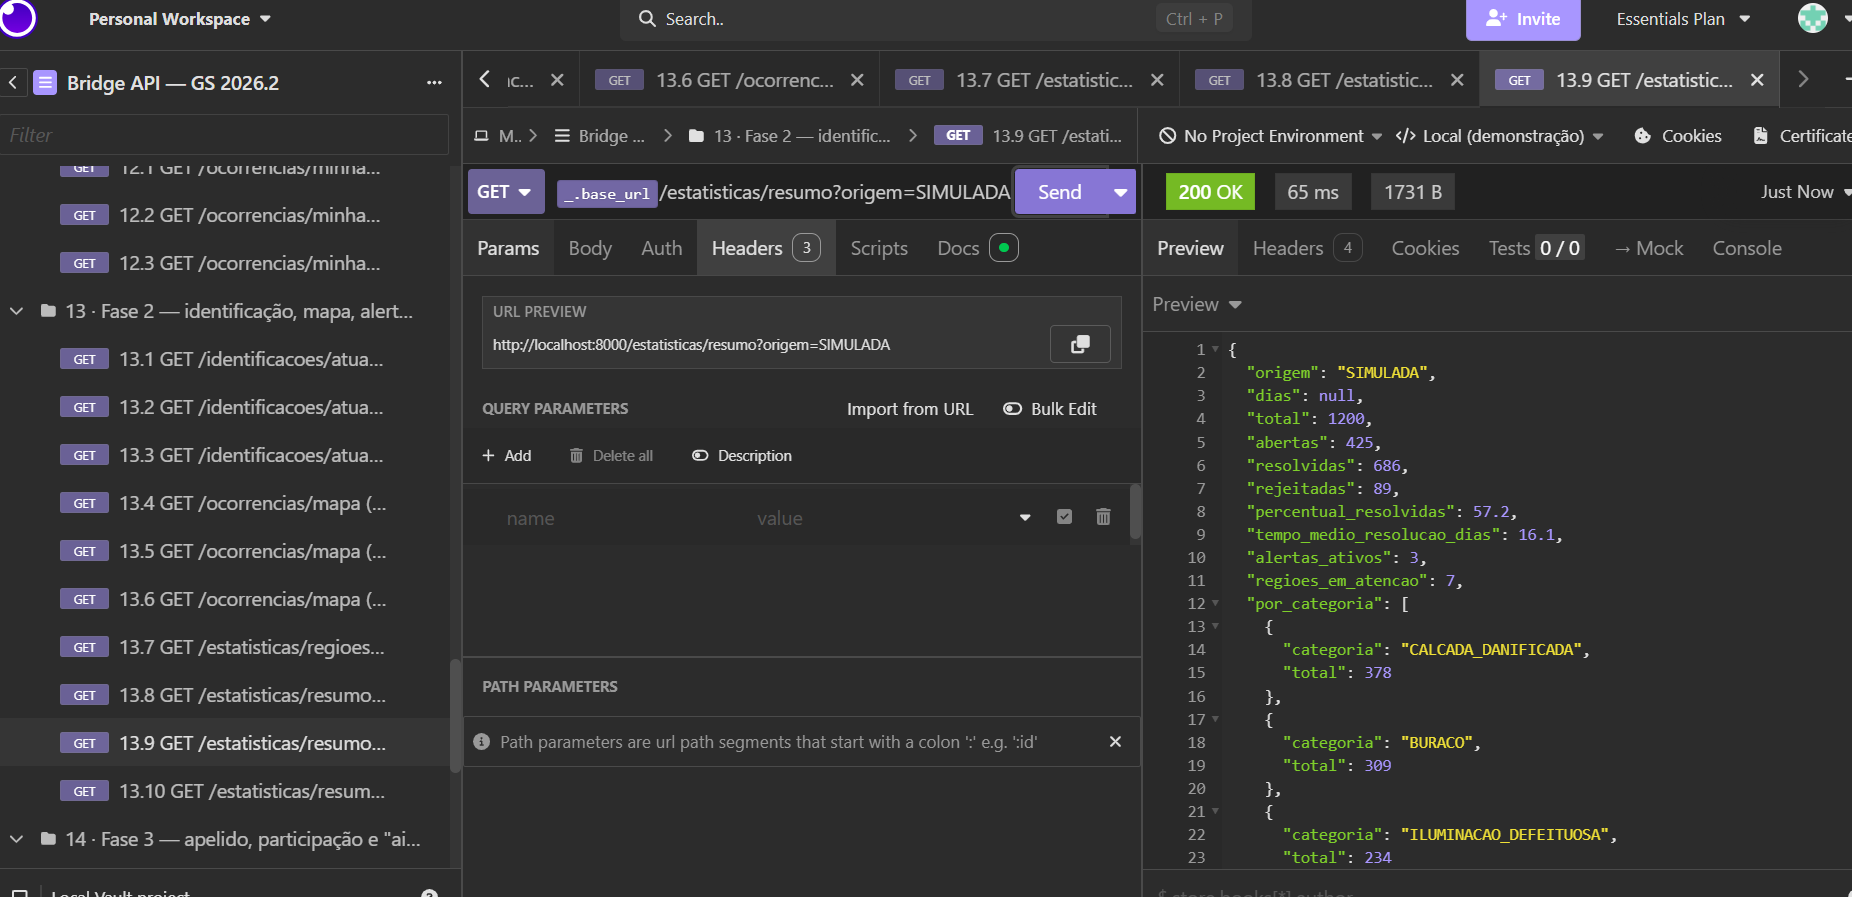 Personal Workspace
Search..
Ctrl + P
Invite
Essentials Plan
Bridge API — GS 2026.2
Filter
GET 12.1 GET /ocorrencias/minha...
GET 12.2 GET /ocorrencias/minha...
GET 12.3 GET /ocorrencias/minha...
13 · Fase 2 — identificação, mapa, alert...
GET 13.1 GET /identificacoes/atua...
GET 13.2 GET /identificacoes/atua...
GET 13.3 GET /identificacoes/atua...
GET 13.4 GET /ocorrencias/mapa (...
GET 13.5 GET /ocorrencias/mapa (...
GET 13.6 GET /ocorrencias/mapa (...
GET 13.7 GET /estatisticas/regioes...
GET 13.8 GET /estatisticas/resumo...
GET 13.9 GET /estatisticas/resumo...
GET 13.10 GET /estatisticas/resum...
14 · Fase 3 — apelido, participação e "ai...
Local Vault project
GET 13.6 GET /ocorrenc...
GET 13.7 GET /estatistic...
GET 13.8 GET /estatistic...
GET 13.9 GET /estatistic...
M.. > Bridge ... > 13 · Fase 2 — identific... > GET 13.9 GET /estati...
No Project Environment
</> Local (demonstração)
Cookies
Certificate
GET
_.base_url /estatisticas/resumo?origem=SIMULADA
Send
Params
Body
Auth
Headers 3
Scripts
Docs
URL PREVIEW
http://localhost:8000/estatisticas/resumo?origem=SIMULADA
QUERY PARAMETERS
Import from URL
Bulk Edit
+ Add
Delete all
Description
name
value
PATH PARAMETERS
Path parameters are url path segments that start with a colon ':' e.g. ':id'
200 OK
65 ms
1731 B
Just Now
Preview
Headers 4
Cookies
Tests 0 / 0
→ Mock
Console
Preview
1 {
2 "origem": "SIMULADA",
3 "dias": null,
4 "total": 1200,
5 "abertas": 425,
6 "resolvidas": 686,
7 "rejeitadas": 89,
8 "percentual_resolvidas": 57.2,
9 "tempo_medio_resolucao_dias": 16.1,
10 "alertas_ativos": 3,
11 "regioes_em_atencao": 7,
12 "por_categoria": [
13 {
14 "categoria": "CALCADA_DANIFICADA",
15 "total": 378
16 },
17 {
18 "categoria": "BURACO",
19 "total": 309
20 },
21 {
22 "categoria": "ILUMINACAO_DEFEITUOSA",
23 "total": 234
$.store.books[*].author